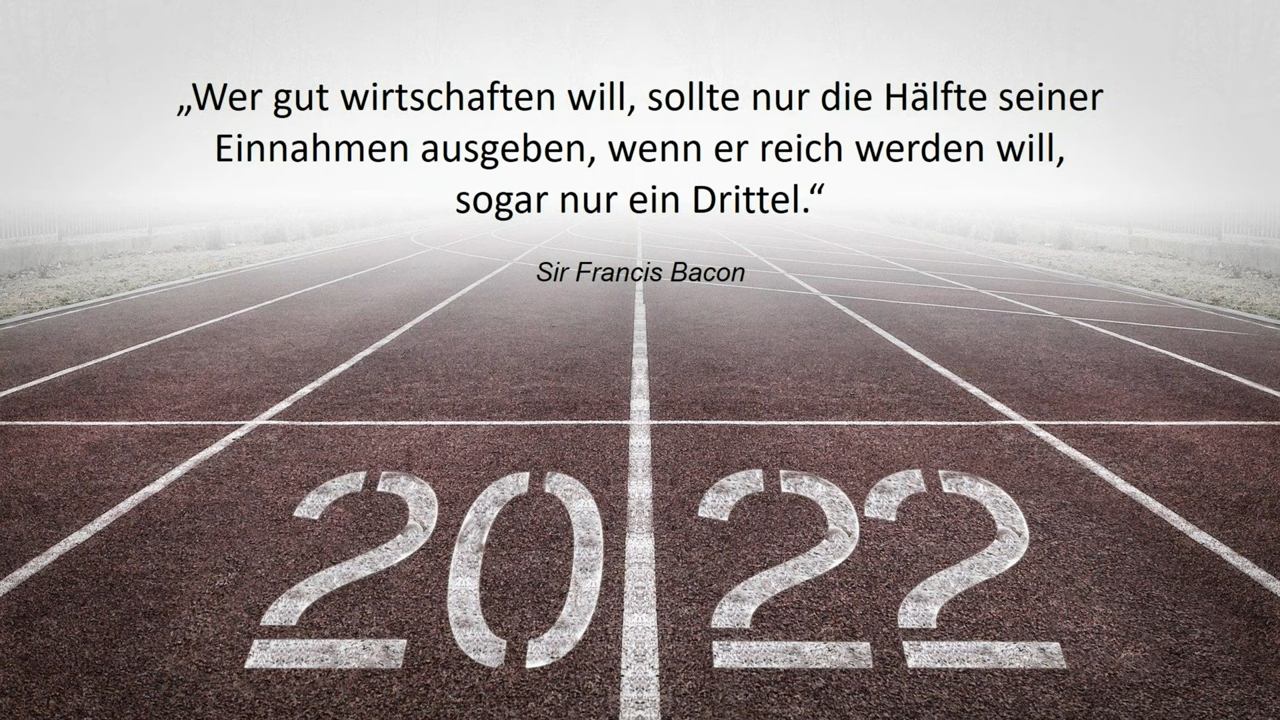 „Wer gut wirtschaften will, sollte nur die Hälfte seiner
Einnahmen ausgeben, wenn er reich werden will,
sogar nur ein Drittel.“
Sir Francis Bacon
2022